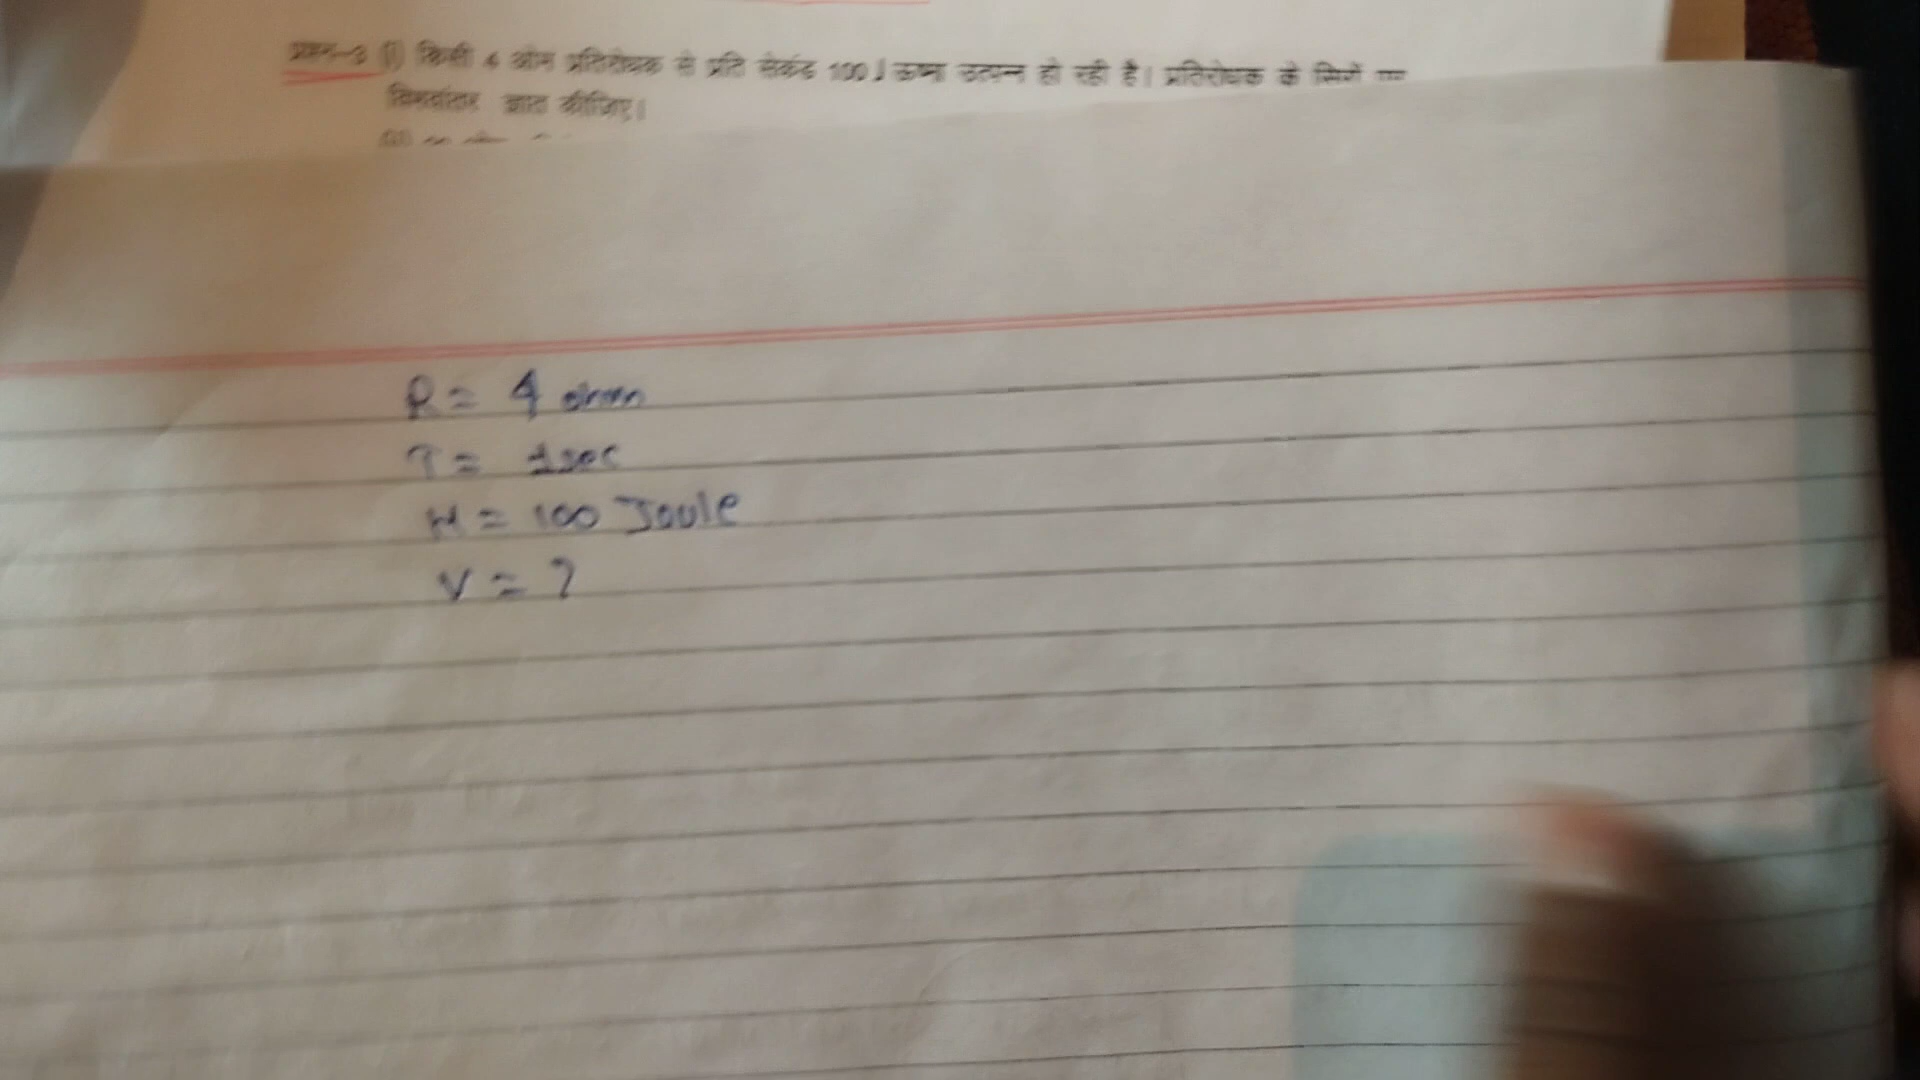 प्रश्न-3 (i) किसी 4 ओम प्रतिरोधक से प्रति सेकंड 100 J ऊष्मा उत्पन्न हो रही है। प्रतिरोधक के सिरों पर
विभवांतर ज्ञात कीजिए।
R = 4 ohm
T = 1 sec
H = 100 Joule
V = ?